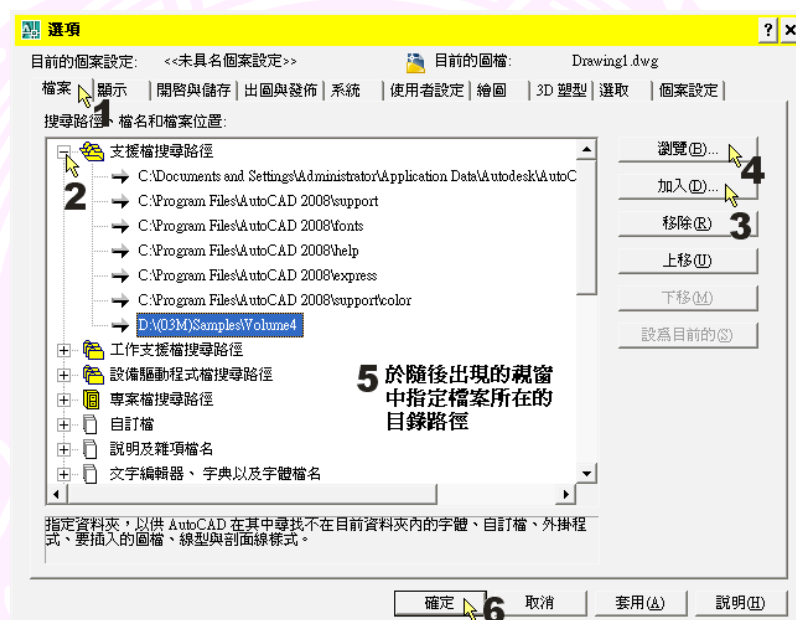 選項
目前的個案設定: <<未具名個案設定>> 目前的圖檔: Drawing1.dwg
檔案 顯示 開啓與儲存 出圖與發佈 系統 使用者設定 繪圖 3D 塑型 選取 個案設定
1
搜尋路徑、檔名和檔案位置:
支援檔搜尋路徑
2
C:\Documents and Settings\Administrator\Application Data\Autodesk\AutoC
C:\Program Files\AutoCAD 2008\support
C:\Program Files\AutoCAD 2008\fonts
C:\Program Files\AutoCAD 2008\help
C:\Program Files\AutoCAD 2008\express
C:\Program Files\AutoCAD 2008\support\color
D:\(03M)Samples\Volume4
工作支援檔搜尋路徑
設備驅動程式檔搜尋路徑
專案檔搜尋路徑
自訂檔
說明及雜項檔名
文字編輯器、字典以及字體檔名
瀏覽(B)...
4
加入(D)...
3
移除(R)
上移(U)
下移(M)
設爲目前的(S)
5 於隨後出現的視窗
中指定檔案所在的
目錄路徑
指定資料夾，以供 AutoCAD 在其中尋找不在目前資料夾內的字體、自訂檔、外掛程
式、要插入的圖檔、線型與剖面線樣式。
確定 6 取消 套用(A) 說明(H)